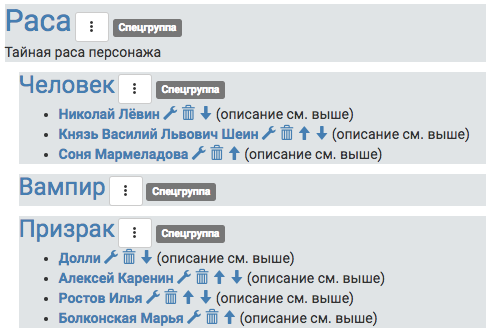 Раса Спецгруппа
Тайная раса персонажа
Человек Спецгруппа
Николай Лёвин (описание см. выше)
Князь Василий Львович Шеин (описание см. выше)
Соня Мармеладова (описание см. выше)
Вампир Спецгруппа
Призрак Спецгруппа
Долли (описание см. выше)
Алексей Каренин (описание см. выше)
Ростов Илья (описание см. выше)
Болконская Марья (описание см. выше)